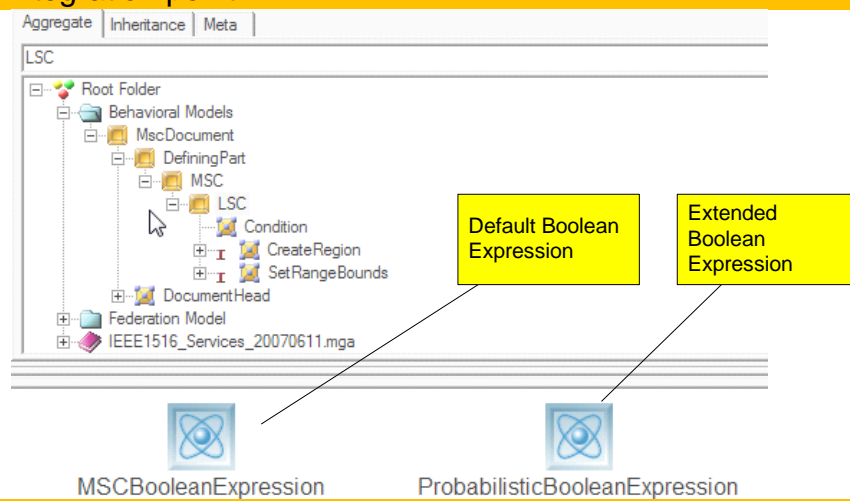 Aggregate Inheritance Meta
LSC
Root Folder
Behavioral Models
MscDocument
DefiningPart
MSC
LSC
Condition
CreateRegion
SetRangeBounds
DocumentHead
Federation Model
IEEE1516_Services_20070611.mga
Default Boolean
Expression
Extended
Boolean
Expression
MSCBooleanExpression
ProbabilisticBooleanExpression